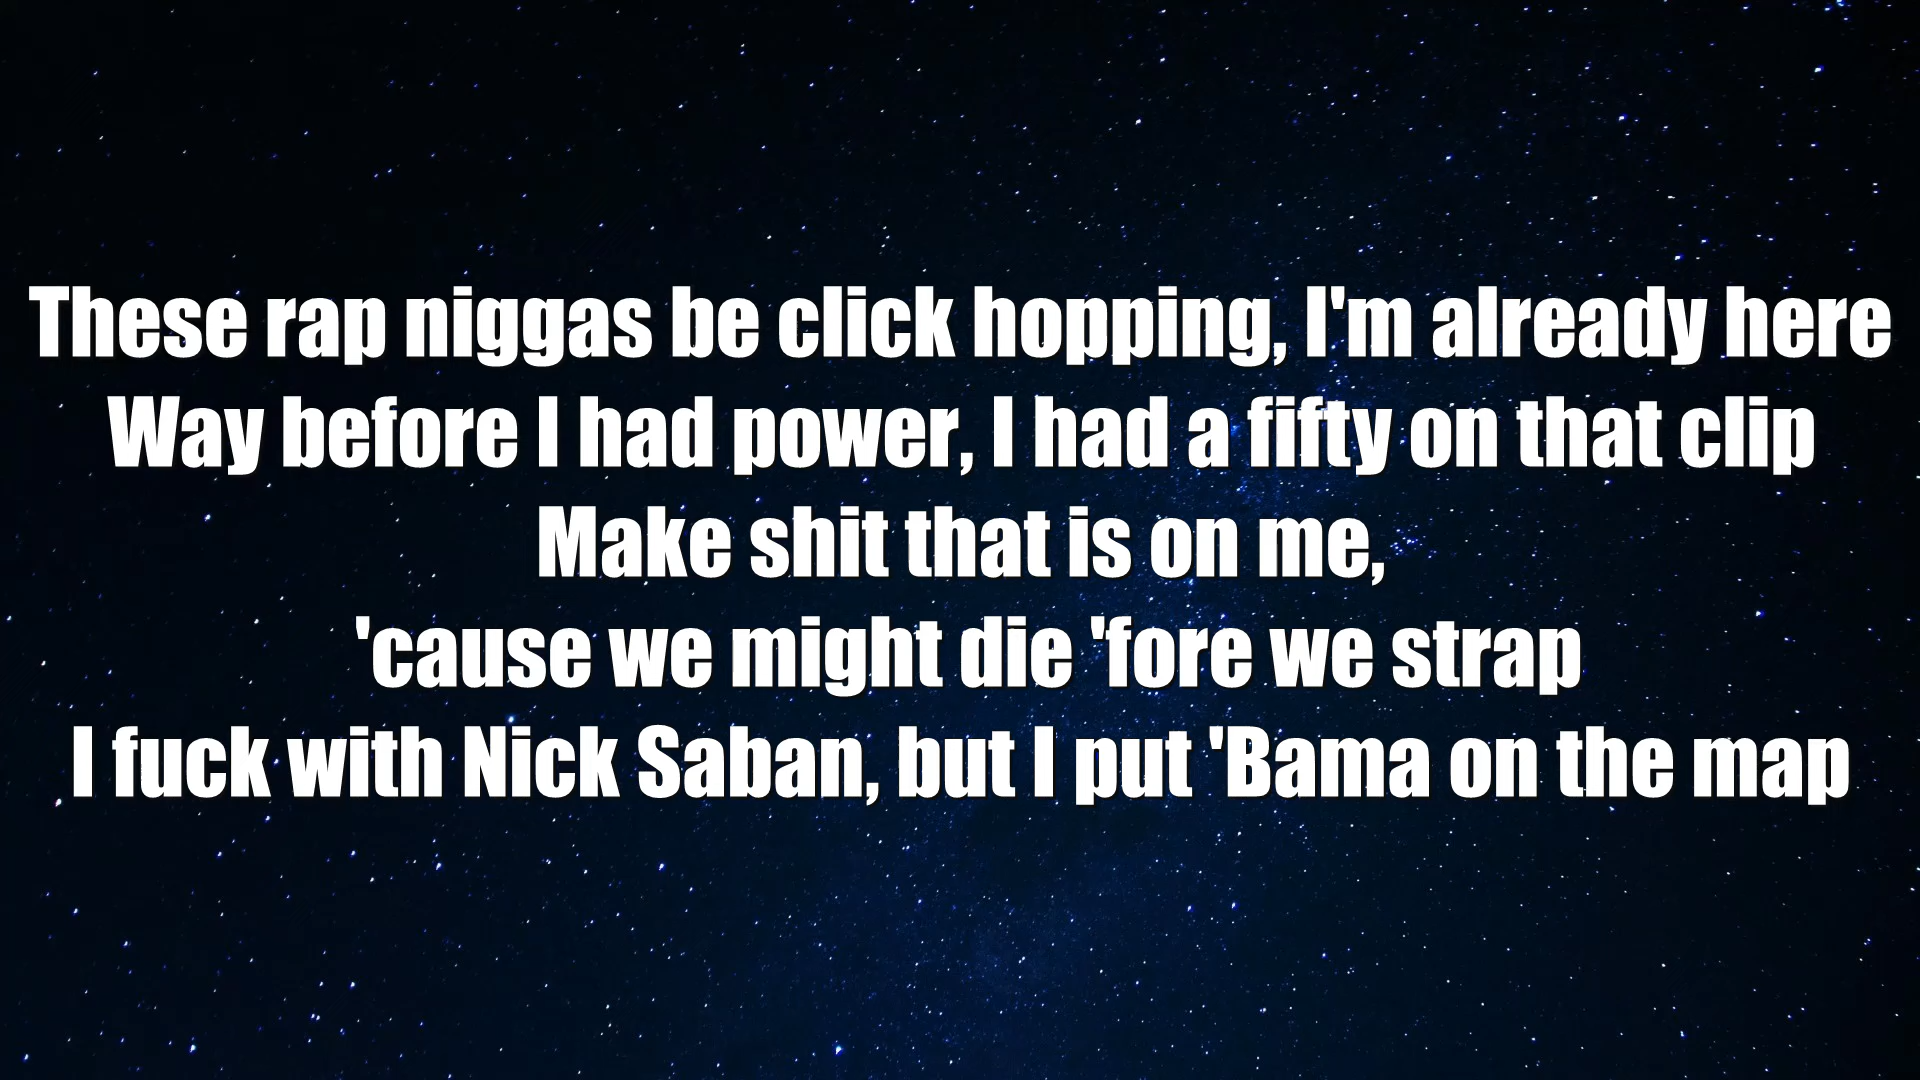 These rap niggas be click hopping, I'm already here
Way before I had power, I had a fifty on that clip
Make shit that is on me,
'cause we might die 'fore we strap
I fuck with Nick Saban, but I put 'Bama on the map